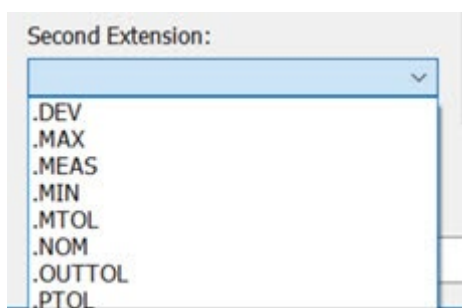 Second Extension:
.DEV
.MAX
.MEAS
.MIN
.MTOL
.NOM
.OUTTOL
.PTOL